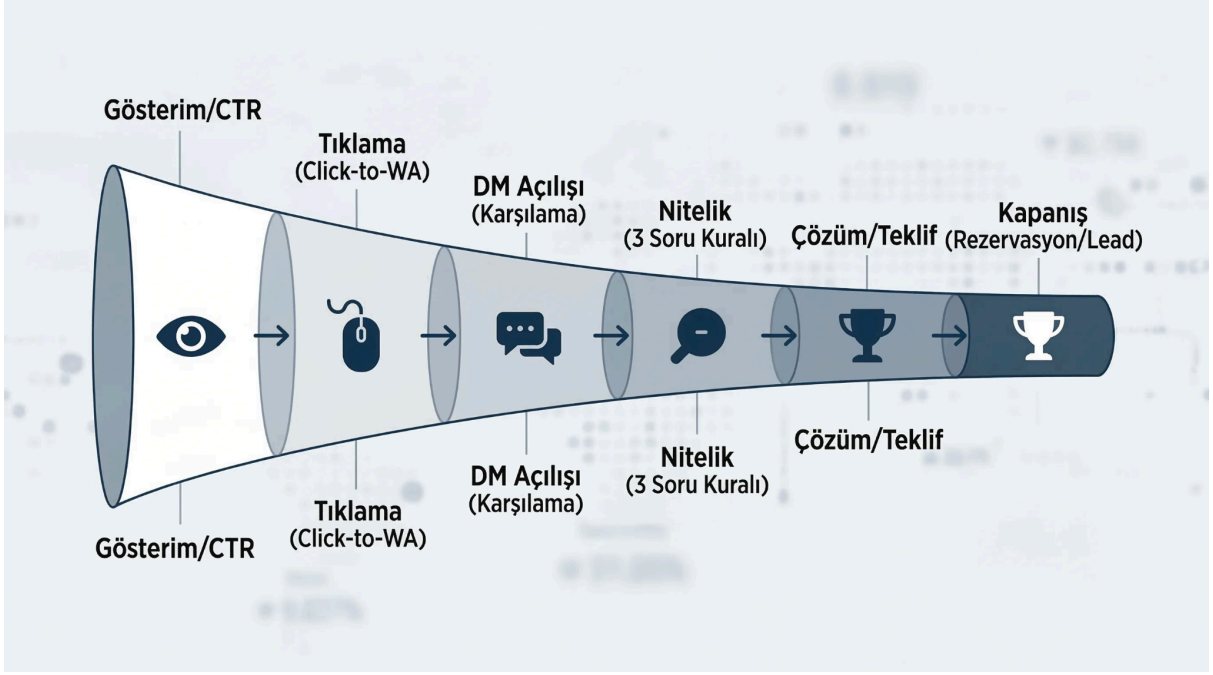 Gösterim/CTR
Tıklama
(Click-to-WA)
DM Açılışı
(Karşılama)
Nitelik
(3 Soru Kuralı)
Çözüm/Teklif
Kapanış
(Rezervasyon/Lead)
Gösterim/CTR
Tıklama
(Click-to-WA)
DM Açılışı
(Karşılama)
Nitelik
(3 Soru Kuralı)
Çözüm/Teklif